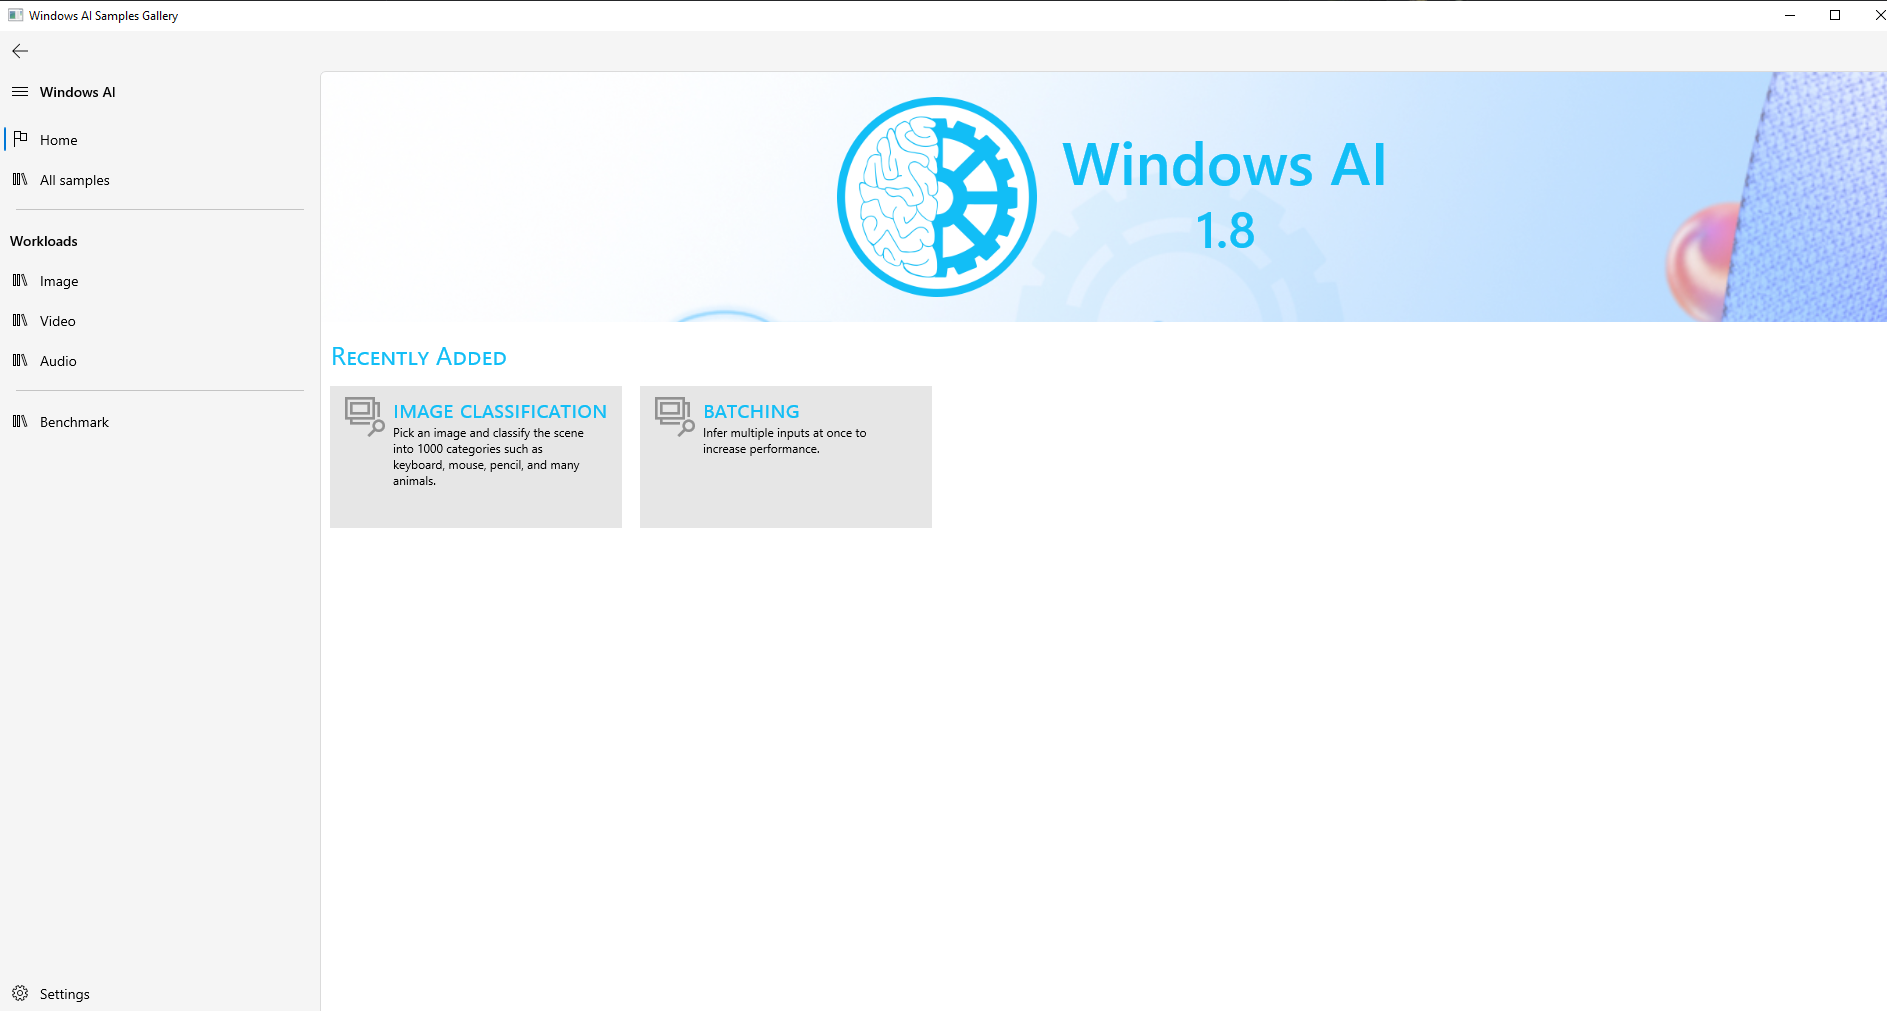 Windows AI Samples Gallery
Windows AI
Home
All samples
Workloads
Image
Video
Audio
Benchmark
Settings
Windows AI
1.8
Recently Added
IMAGE CLASSIFICATION
Pick an image and classify the scene
into 1000 categories such as
keyboard, mouse, pencil, and many
animals.
BATCHING
Infer multiple inputs at once to
increase performance.